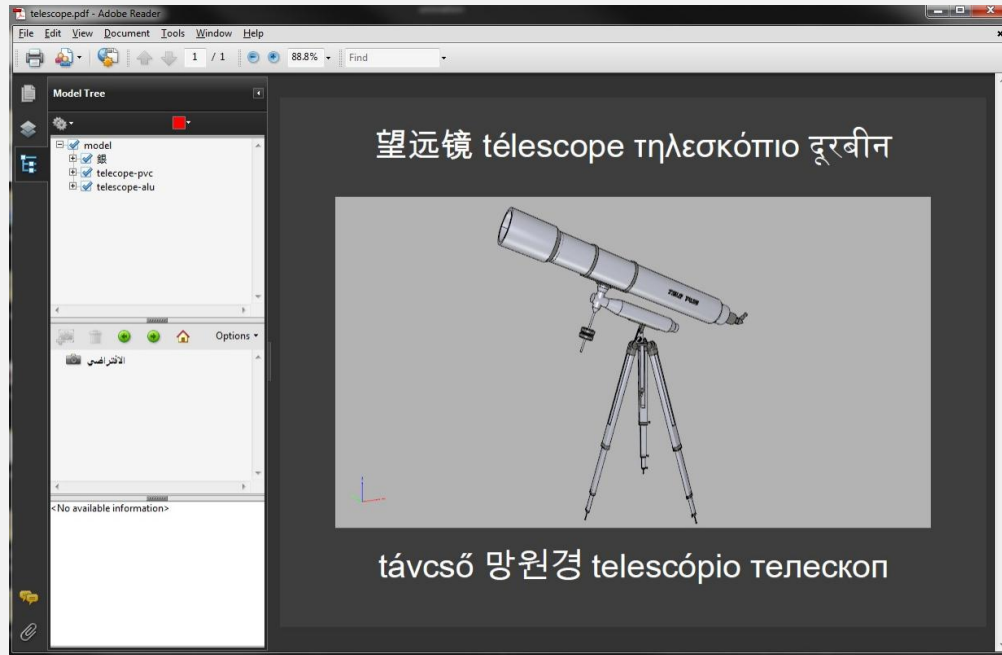 telescope.pdf - Adobe Reader
File Edit View Document Tools Window Help
1 / 1 88.8% Find
Model Tree
model
銀
telecope-pvc
telescope-alu
Options
الافتراضي
<No available information>
望远镜 télescope τηλεσκόπιο दूरबीन
távcső 망원경 telescópio телескоп